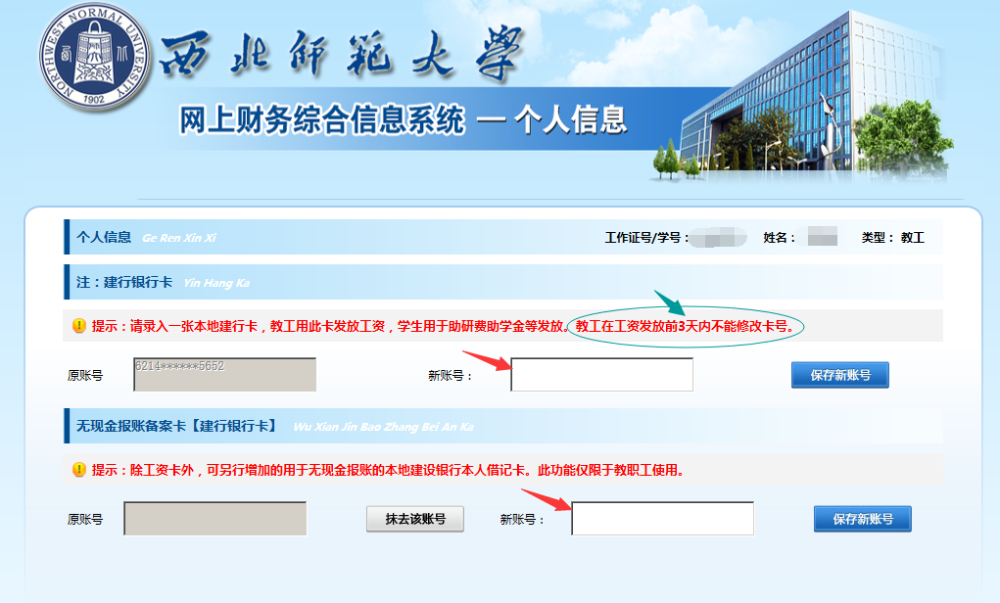 NORTHWEST NORMAL UNIVERSITY
1902
西北师範大学
网上财务综合信息系统 — 个人信息
个人信息 Ge Ren Xin Xi 工作证号/学号： 姓名： 类型： 教工
注：建行银行卡 Yin Hang Ka
提示：请录入一张本地建行卡，教工用此卡发放工资，学生用于助研费助学金等发放。教工在工资发放前3天内不能修改卡号。
原账号 6214******5652 新账号： 保存新账号
无现金报账备案卡【建行银行卡】 Wu Xian Jin Bao Zhang Bei An Ka
提示：除工资卡外，可另行增加的用于无现金报账的本地建设银行本人借记卡。此功能仅限于教职工使用。
原账号 抹去该账号 新账号： 保存新账号